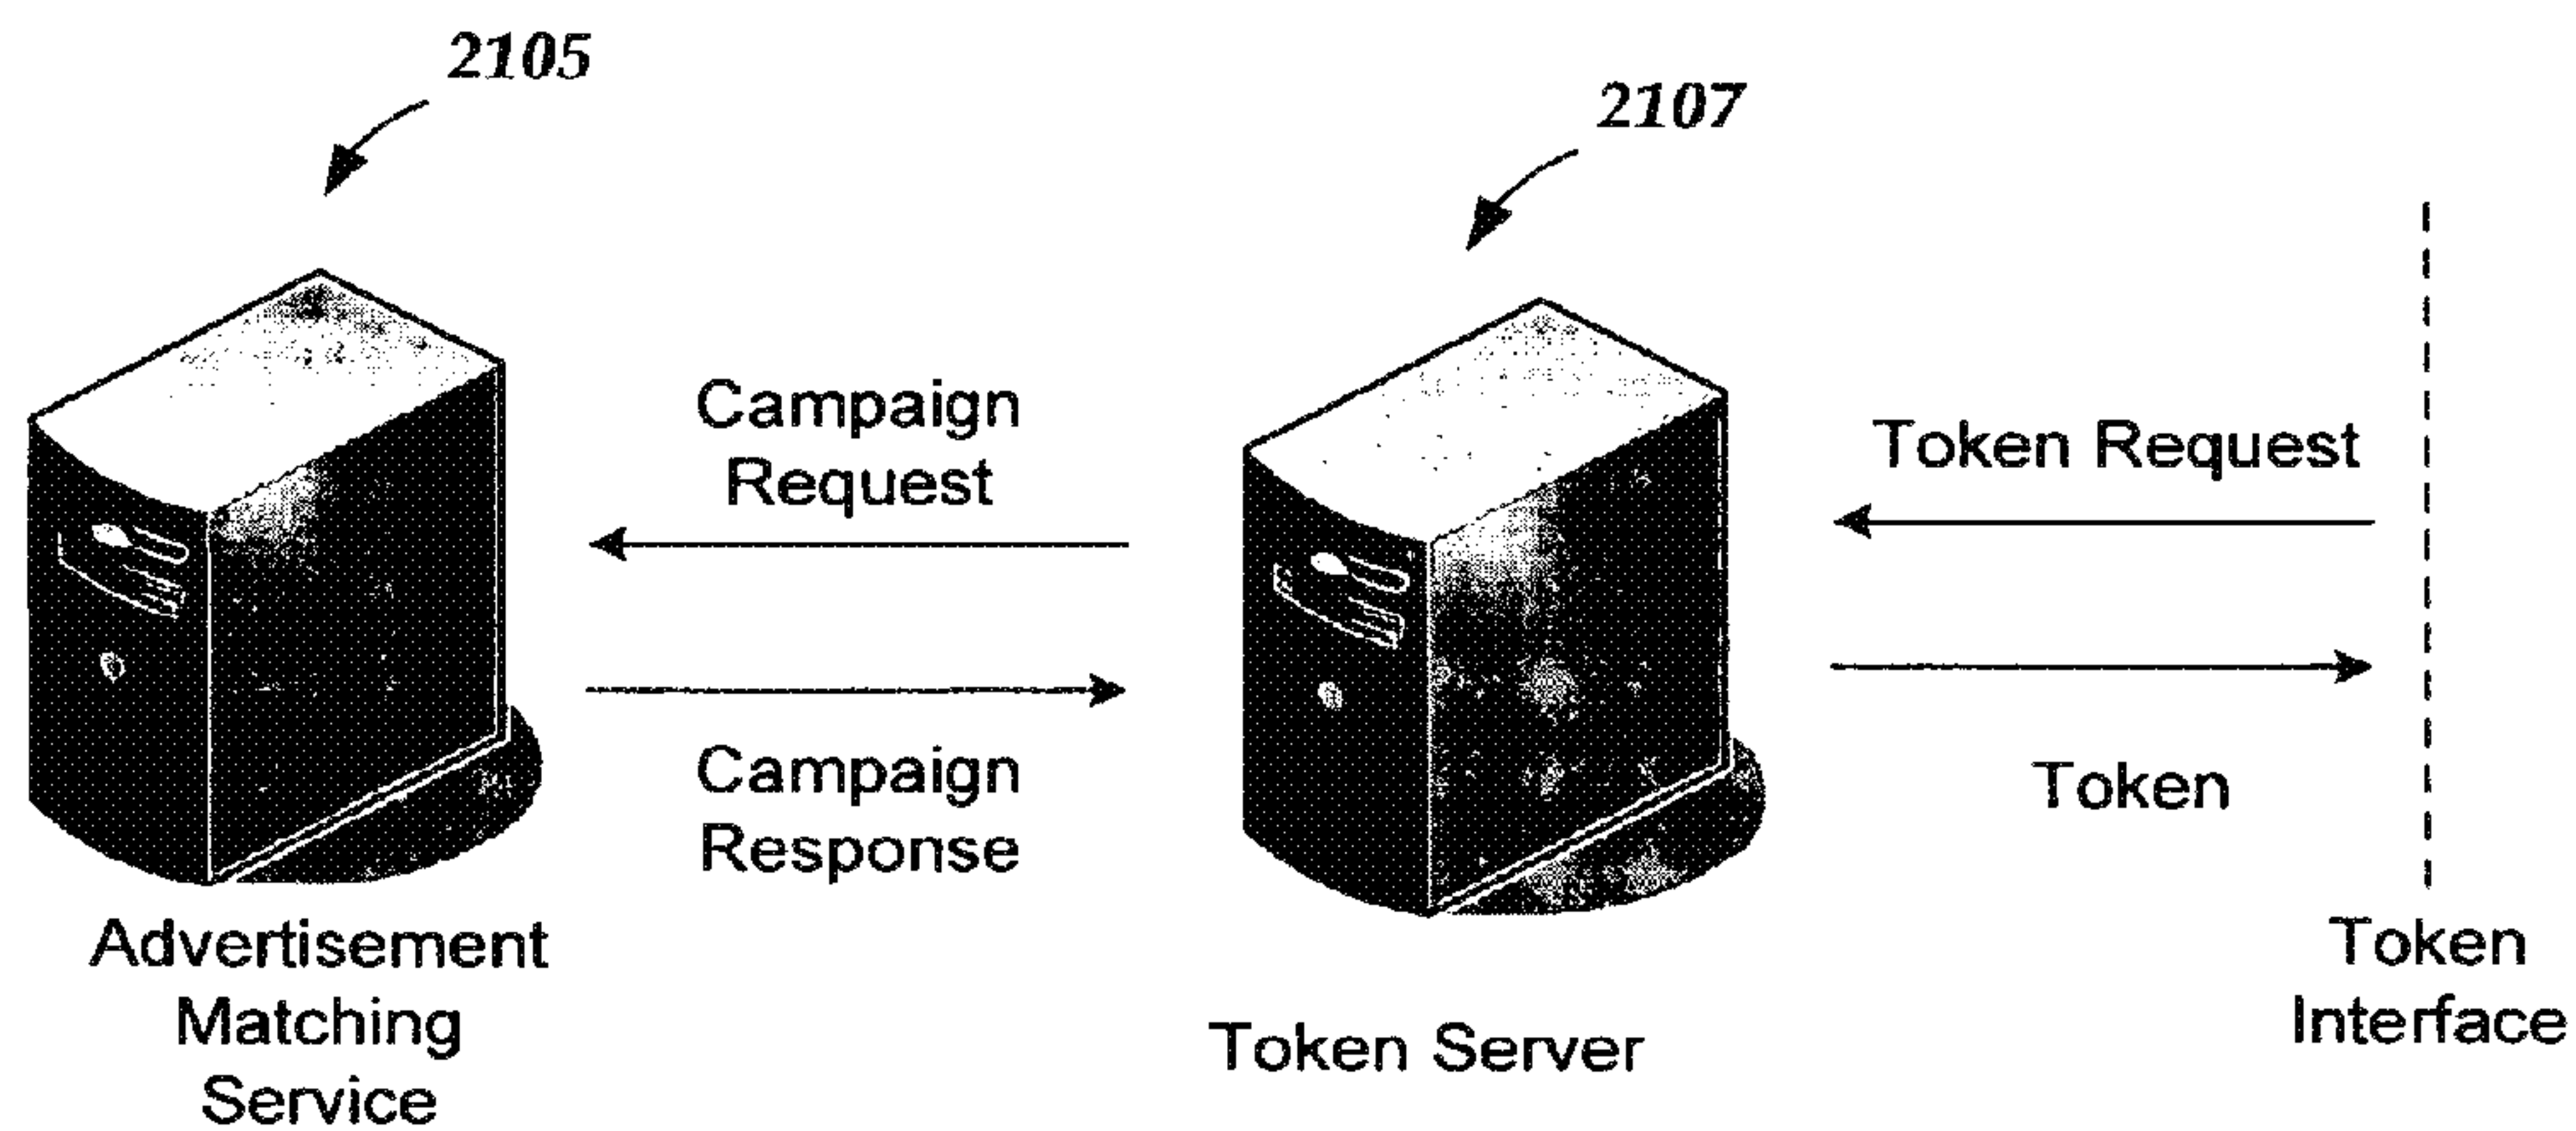 2105
2107
Campaign
Request
Token Request
Campaign
Response
Token
Advertisement
Matching
Service
Token Server
Token
Interface